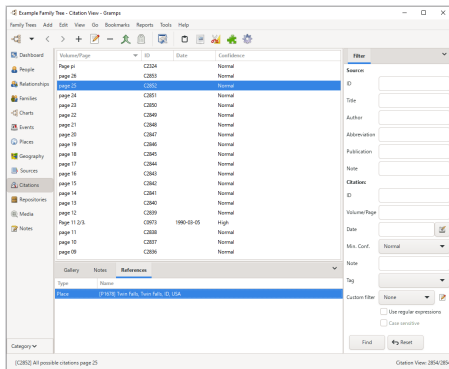 Example Family Tree - Citation View - Gramps
Family Trees Add Edit View Go Bookmarks Reports Tools Help
Dashboard
People
Relationships
Families
Charts
Events
Places
Geography
Sources
Citations
Repositories
Media
Notes
Category
Volume/Page ID Date Confidence
Page pi C2324 Normal
page 26 C2853 Normal
page 25 C2852 Normal
page 24 C2851 Normal
page 23 C2850 Normal
page 22 C2849 Normal
page 21 C2848 Normal
page 20 C2847 Normal
page 19 C2846 Normal
page 18 C2845 Normal
page 17 C2844 Normal
page 16 C2843 Normal
page 15 C2842 Normal
page 14 C2841 Normal
page 13 C2840 Normal
page 12 C2839 Normal
Page 11 2/3. C0973 1990-03-05 High
page 11 C2838 Normal
page 10 C2837 Normal
page 09 C2836 Normal
Gallery Notes References
Type Name
Place [P1678] Twin Falls, Twin Falls, ID, USA
Filter
Source:
ID
Title
Author
Abbreviation
Publication
Note
Citation:
ID
Volume/Page
Date
Min. Conf. Normal
Note
Tag
Custom filter None
Use regular expressions
Case sensitive
Find Reset
[C2852] All possible citations page 25
Citation View: 2854/2854